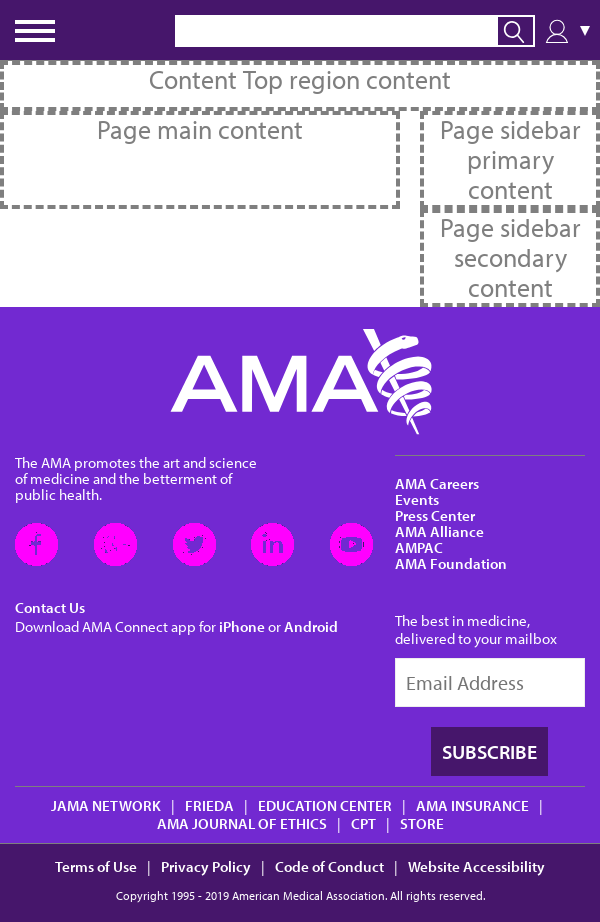 Content Top region content
Page main content
Page sidebar
primary
content
Page sidebar
secondary
content
AMA
The AMA promotes the art and science
of medicine and the betterment of
public health.
AMA Careers
Events
Press Center
AMA Alliance
AMPAC
AMA Foundation
Contact Us
Download AMA Connect app for iPhone or Android
The best in medicine,
delivered to your mailbox
Email Address
SUBSCRIBE
JAMA NETWORK | FRIEDA | EDUCATION CENTER | AMA INSURANCE |
AMA JOURNAL OF ETHICS | CPT | STORE
Terms of Use | Privacy Policy | Code of Conduct | Website Accessibility
Copyright 1995 - 2019 American Medical Association. All rights reserved.